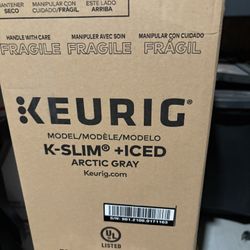 MANTENER
SECO
MANIPULAR CON
CUIDADO/FRÁGIL
ESTE LADO
ARRIBA
HANDLE WITH CARE
FRAGILE
MANIPULER AVEC SOIN
FRAGILE
MANIPULAR CON CUIDADO
FRÁGIL
KEURIG®
MODEL/MODÈLE/MODELO
K-SLIM® +ICED
ARCTIC GRAY
Keurig.com
UL
LISTED